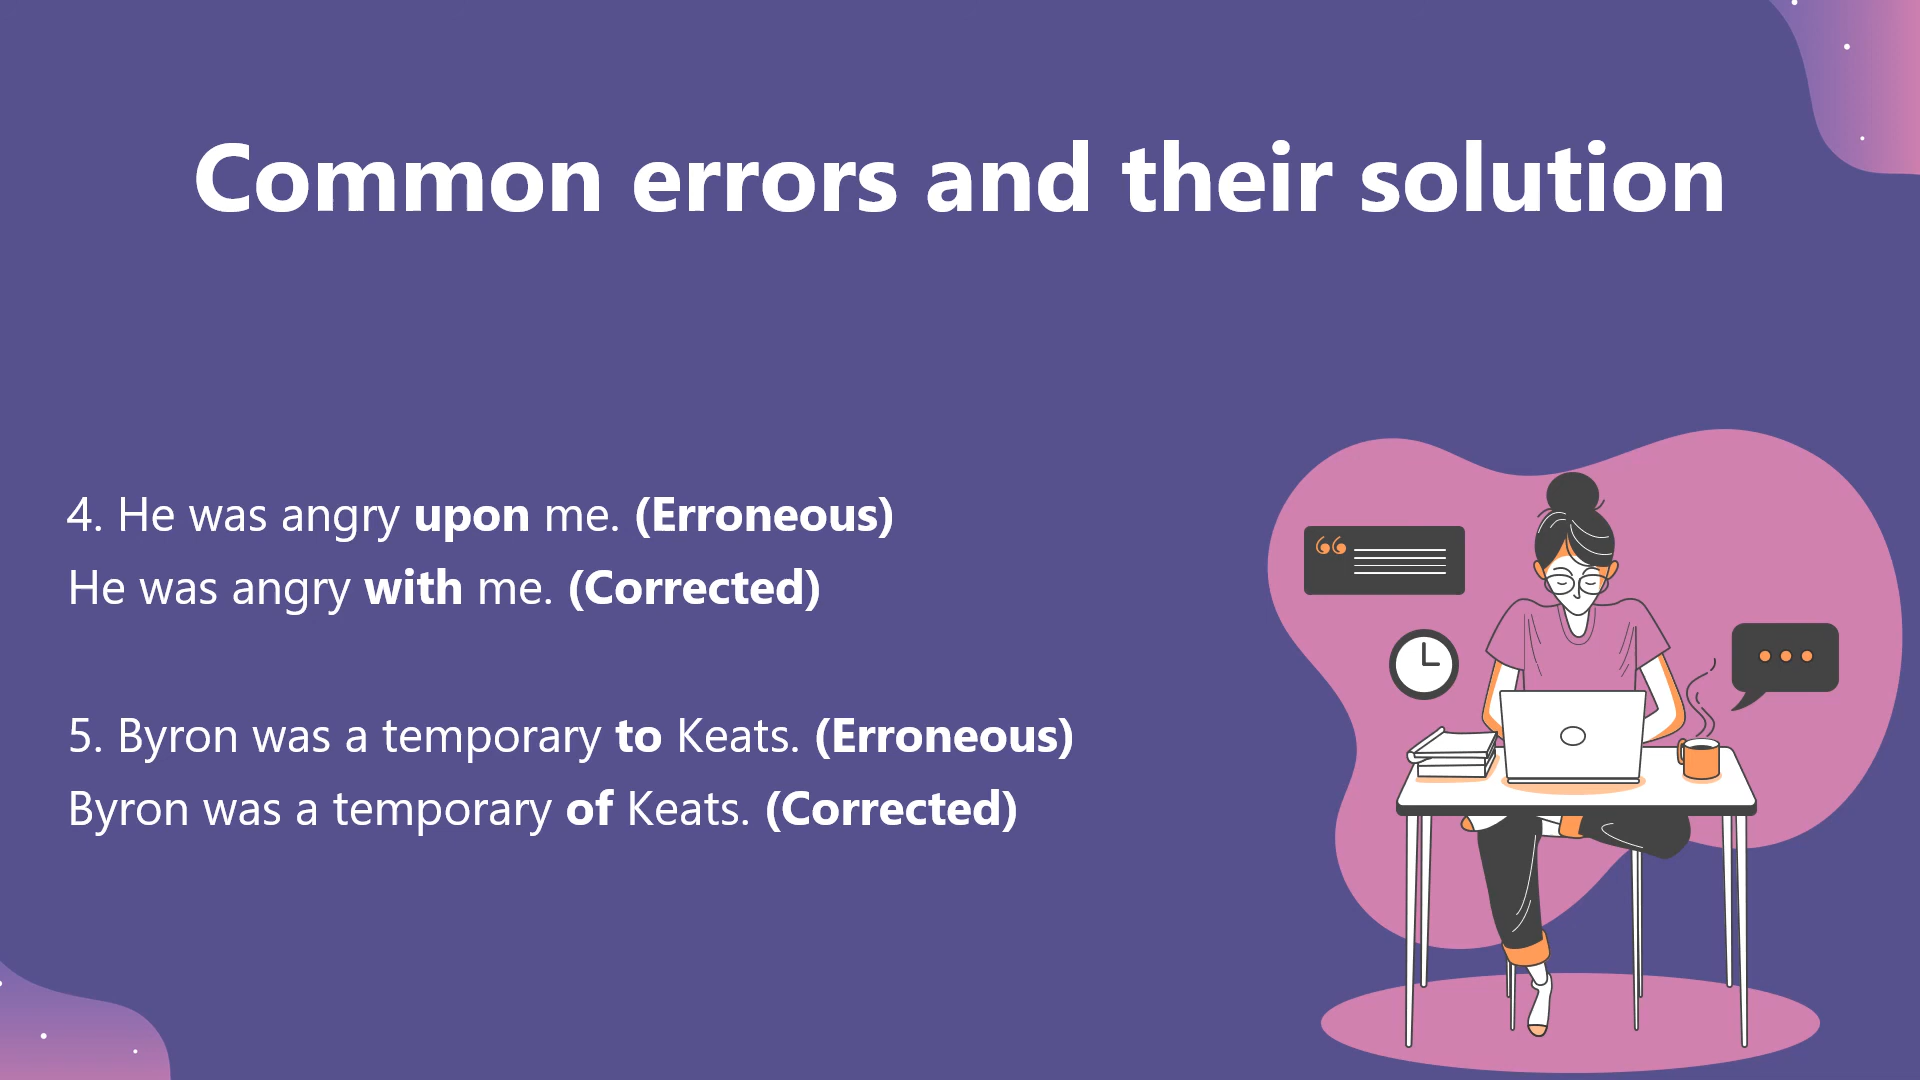 Common errors and their solution
4. He was angry upon me. (Erroneous)
He was angry with me. (Corrected)
5. Byron was a temporary to Keats. (Erroneous)
Byron was a temporary of Keats. (Corrected)